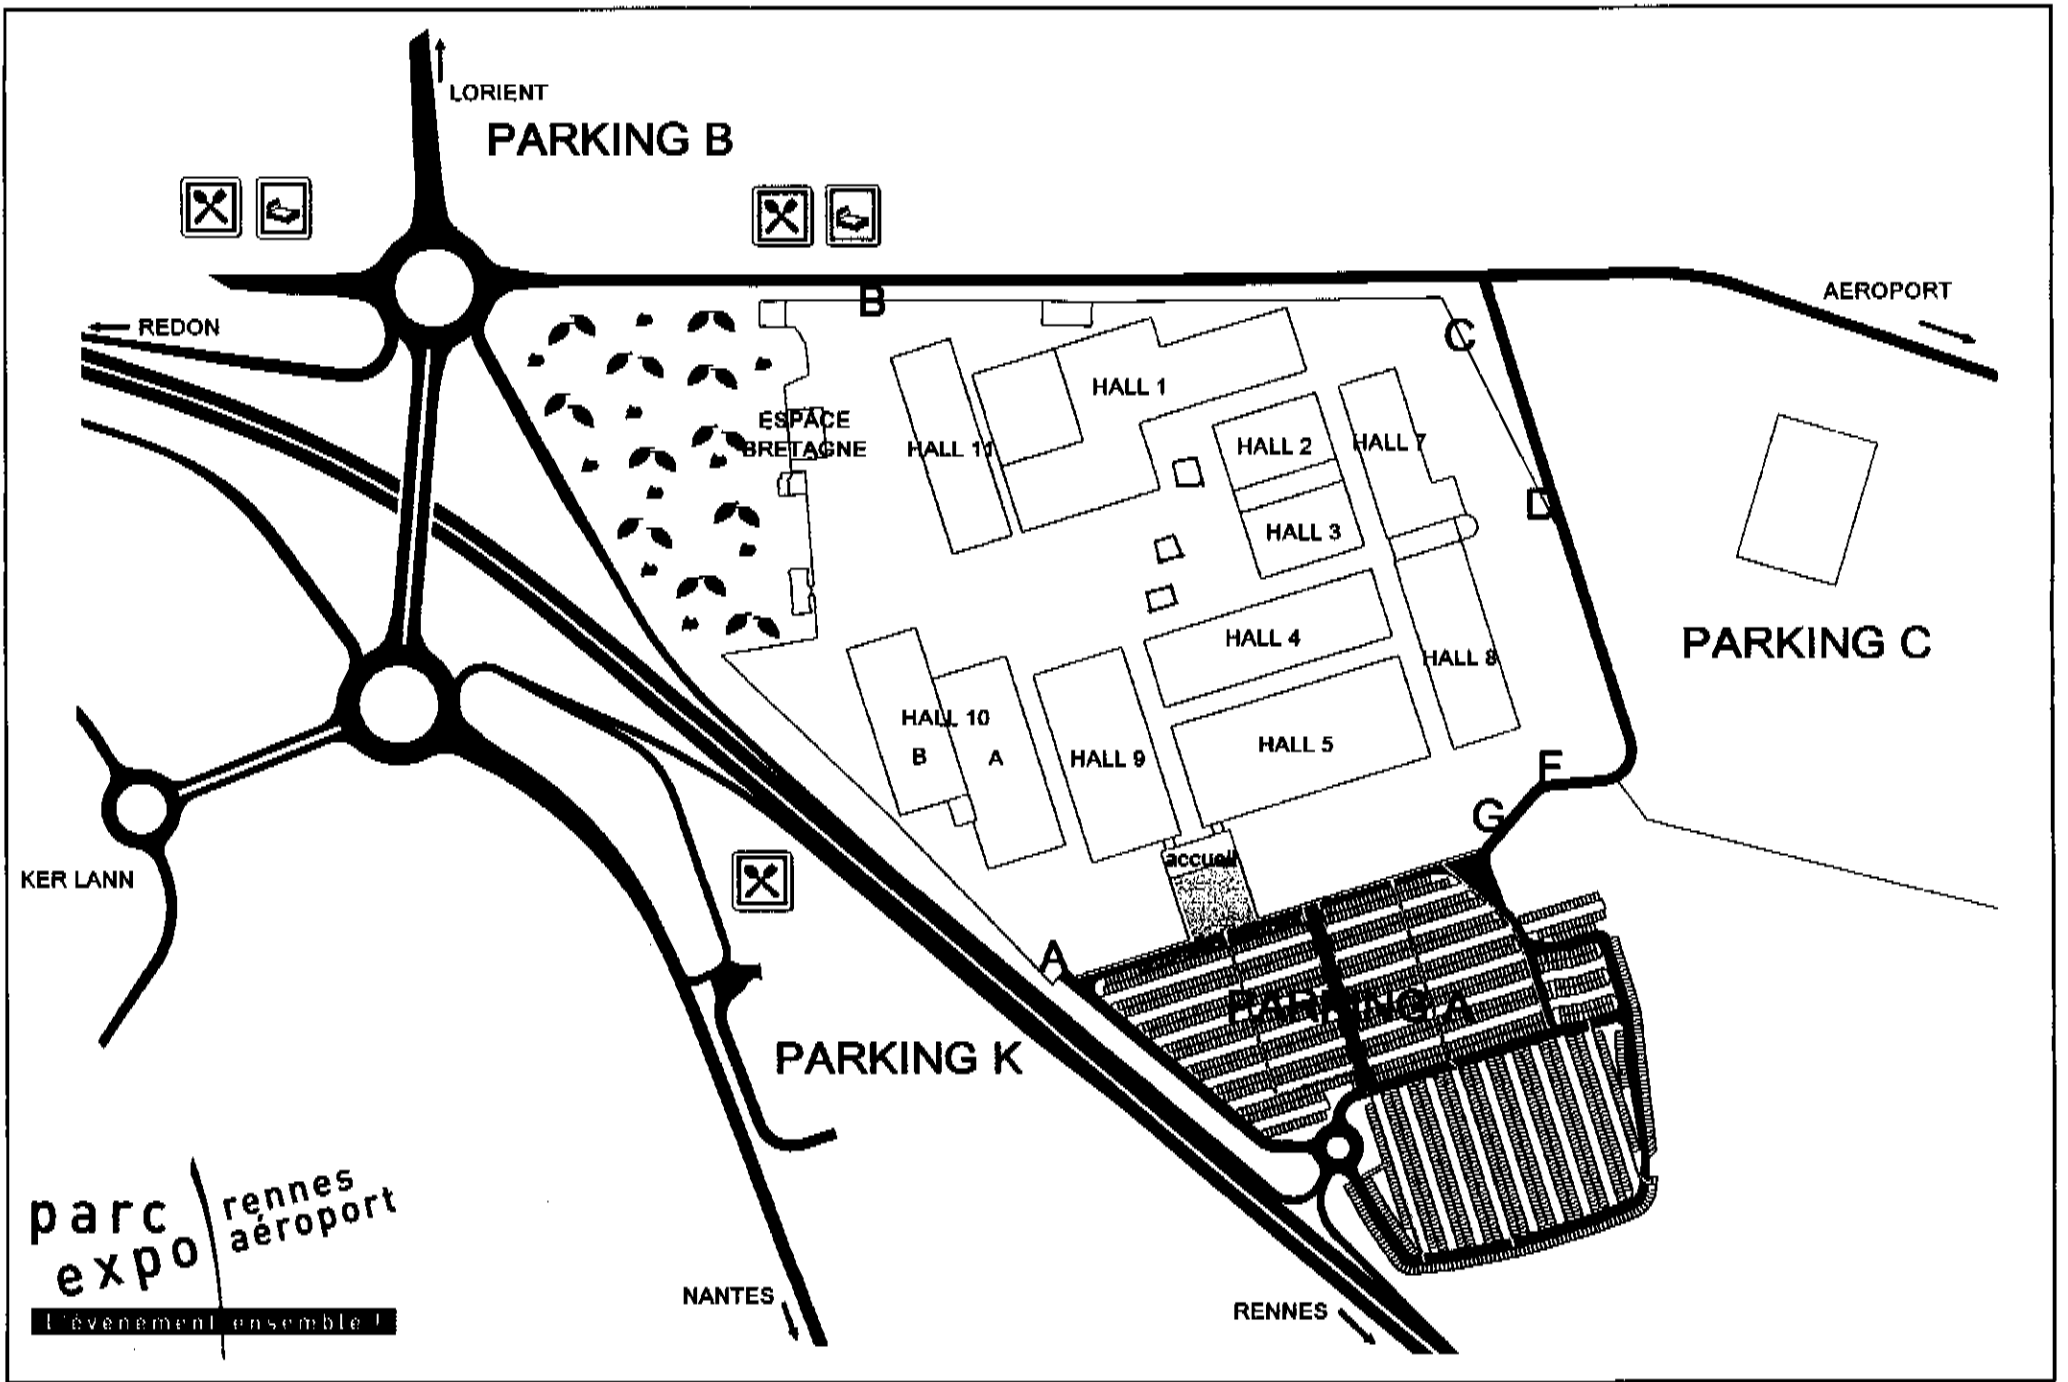 LORIENT
PARKING B
B
AEROPORT
REDON
C
HALL 1
ESPACE
BRETAGNE
HALL 11
HALL 2
HALL 7
D
HALL 3
HALL 4
PARKING C
HALL 8
HALL 10
B
A
HALL 9
HALL 5
F
G
accueil
KER LANN
A
PARKING A
PARKING K
parc
expo
rennes
aéroport
l'évenement ensemble !
NANTES
RENNES